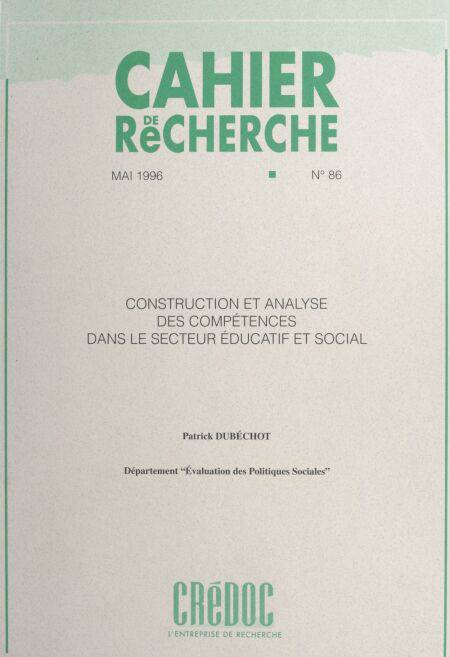 CAHIER
DE
ReCHERCHE
MAI 1996 ■ N° 86
CONSTRUCTION ET ANALYSE
DES COMPÉTENCES
DANS LE SECTEUR ÉDUCATIF ET SOCIAL
Patrick DUBÉCHOT
Département “Évaluation des Politiques Sociales”
CRéDOC
L'ENTREPRISE DE RECHERCHE